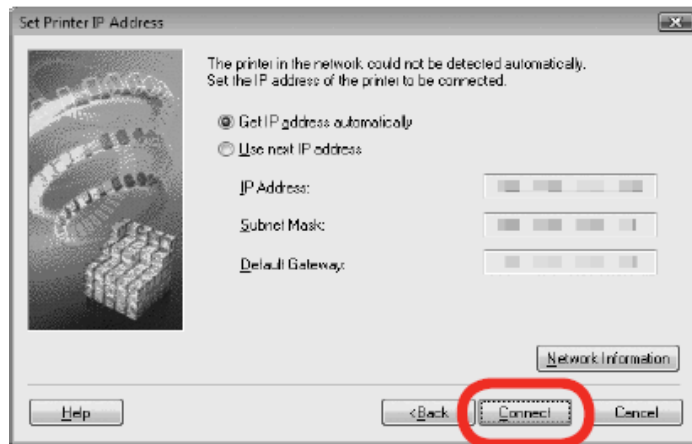 Set Printer IP Address
The printer in the network could not be detected automatically.
Set the IP address of the printer to be connected.
Get IP address automatically
Use next IP address
IP Address:
Subnet Mask:
Default Gateway:
Network Information
Help
<Back
Connect
Cancel